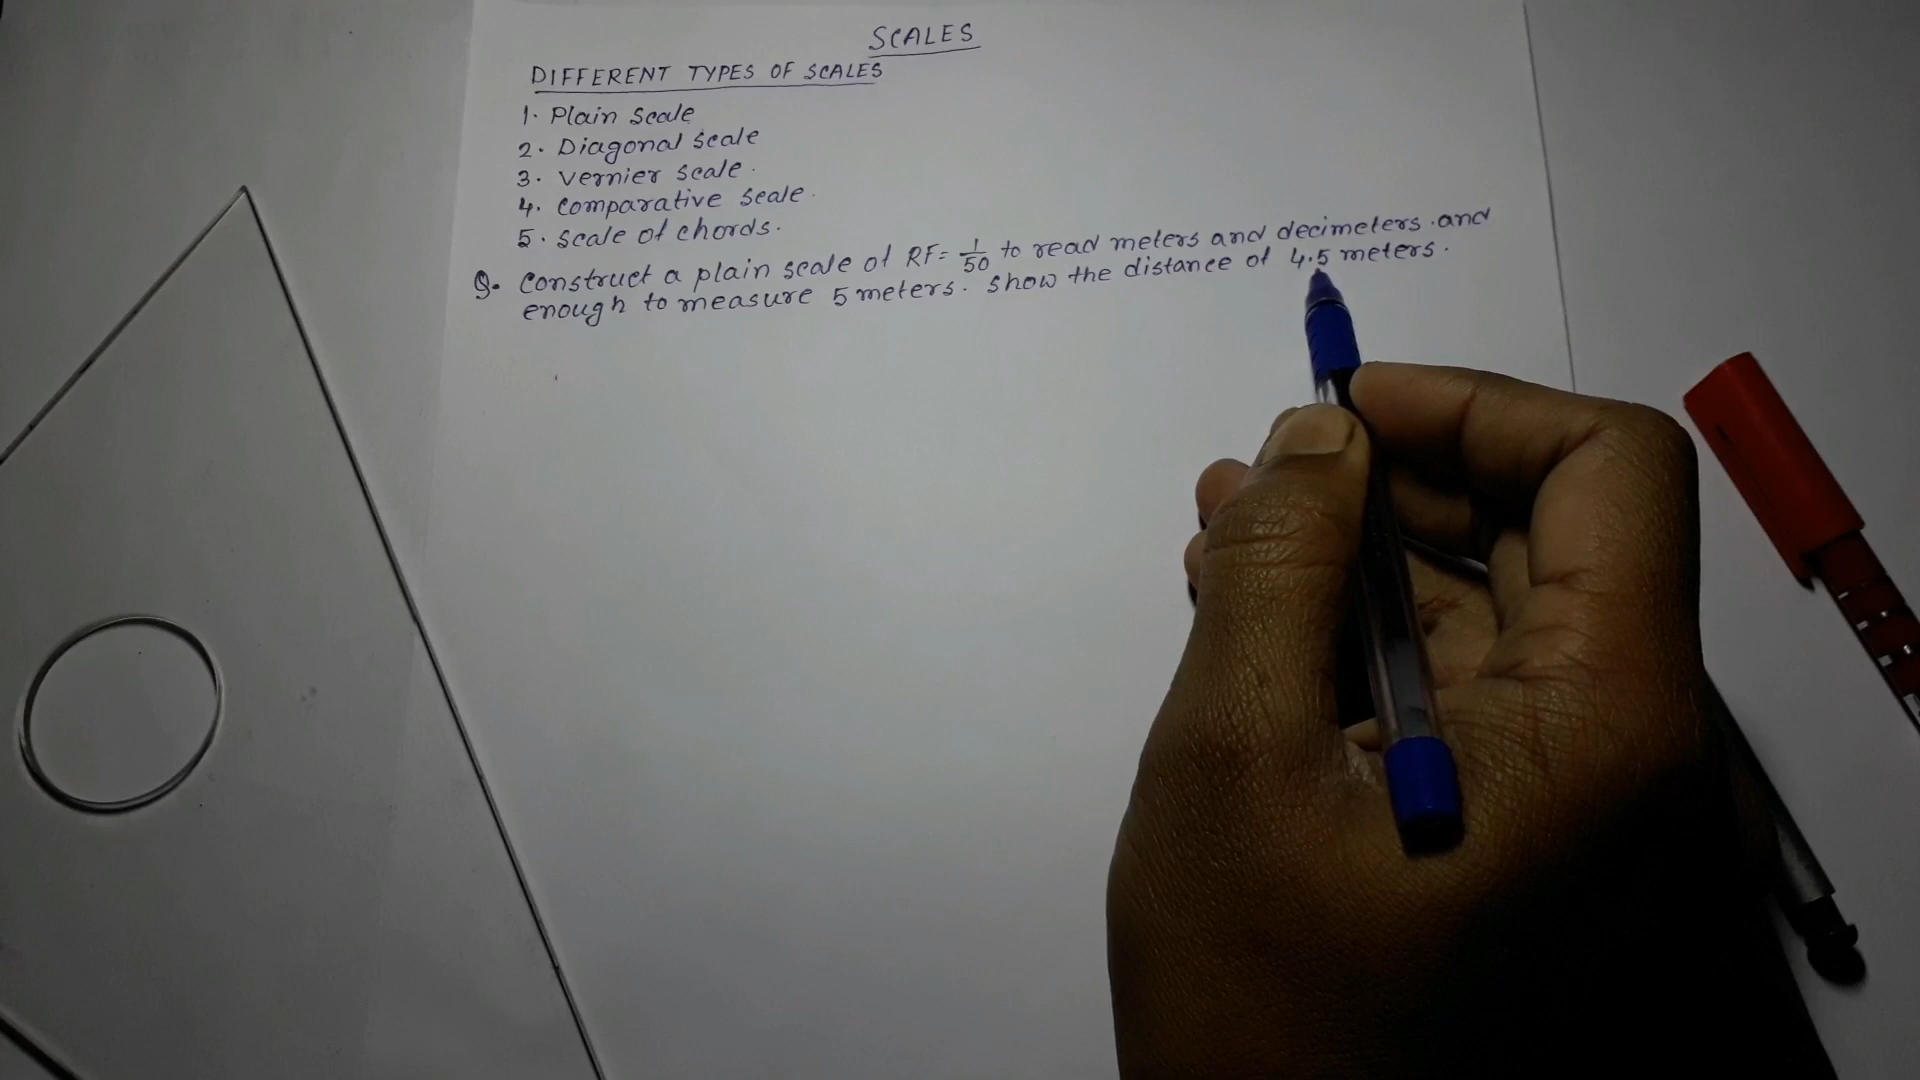 SCALES
DIFFERENT TYPES OF SCALES
1. Plain scale
2. Diagonal scale
3. Vernier scale.
4. comparative scale.
5. scale of chords.
Q. construct a plain scale of RF= 1/50 to read meters and decimeters. and
enough to measure 5 meters. show the distance of 4.5 meters.